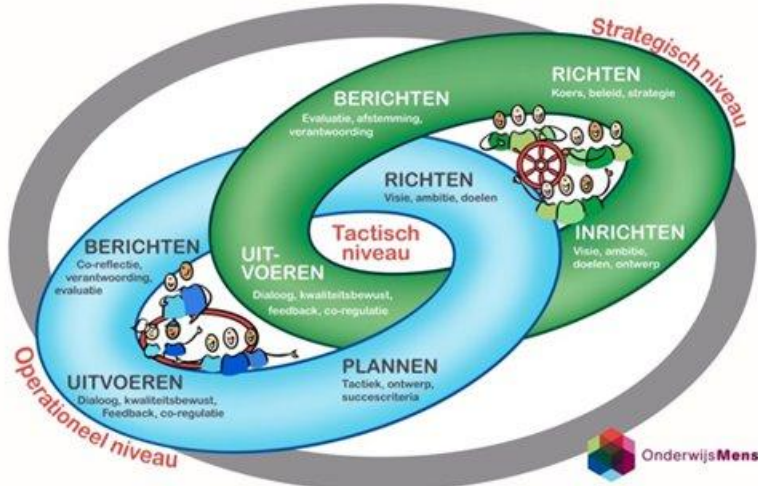 Strategisch niveau
RICHTEN
Koers, beleid, strategie
BERICHTEN
Evaluatie, afstemming,
verantwoording
RICHTEN
Visie, ambitie, doelen
INRICHTEN
Visie, ambitie,
doelen, ontwerp
Tactisch
niveau
BERICHTEN
Co-reflectie,
verantwoording,
evaluatie
UIT-
VOEREN
Dialoog, kwaliteitsbewust,
feedback, co-regulatie
PLANNEN
Tactiek, ontwerp,
succescriteria
UITVOEREN
Dialoog, kwaliteitsbewust,
Feedback, co-regulatie
Operationeel niveau
OnderwijsMens